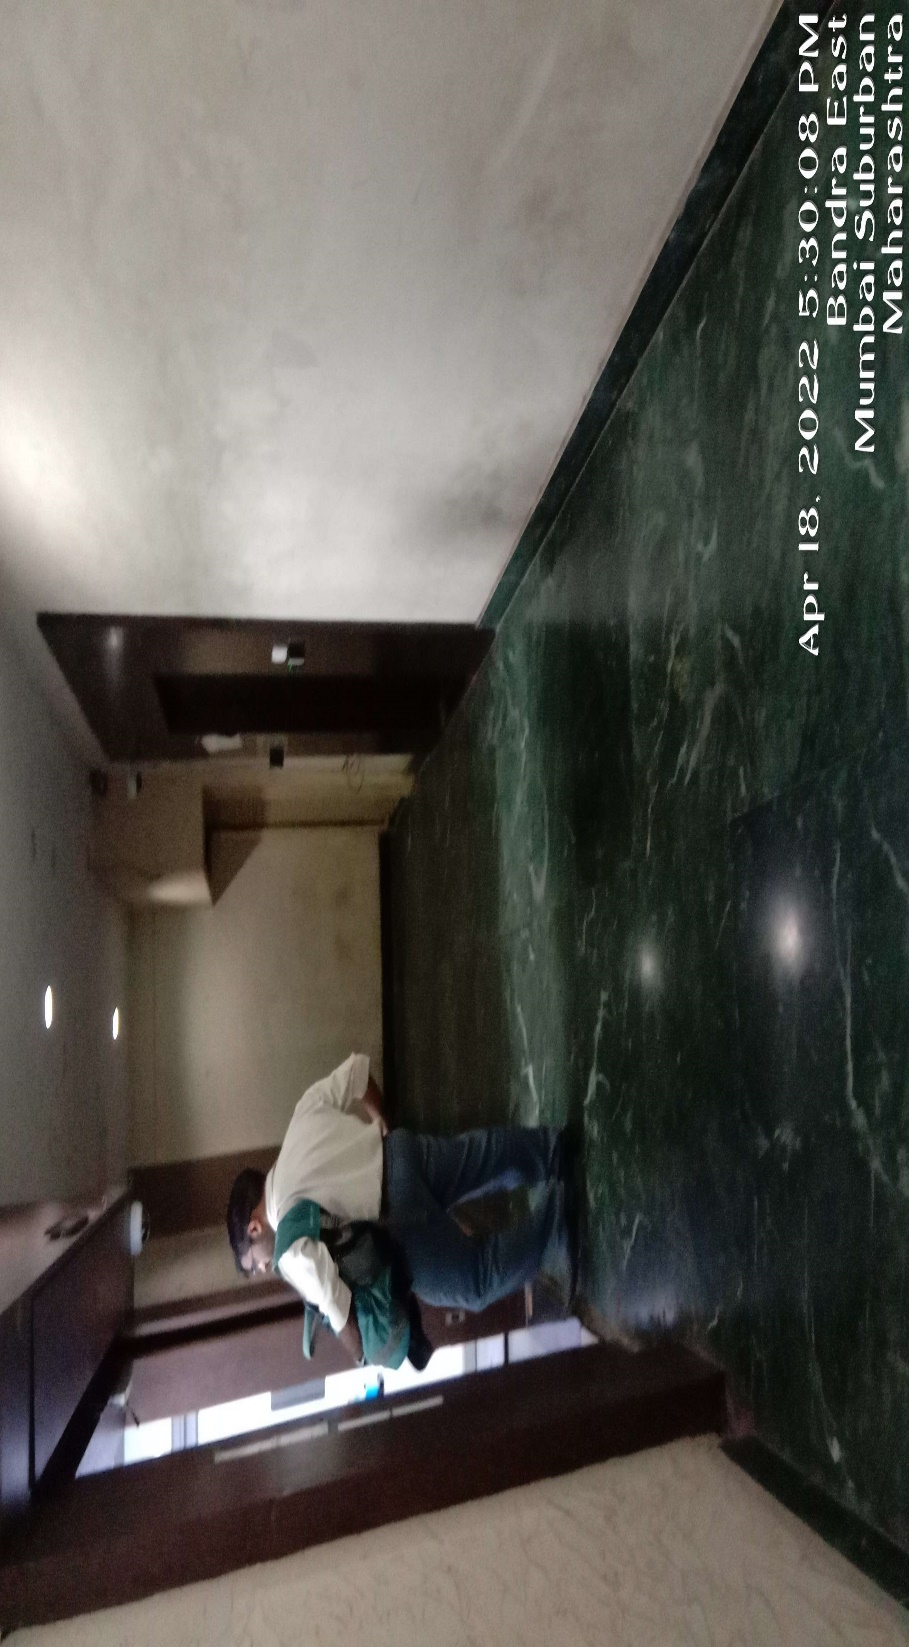 Apr 18, 2022 5:30:08 PM
Bandra East
Mumbai Suburban
Maharashtra